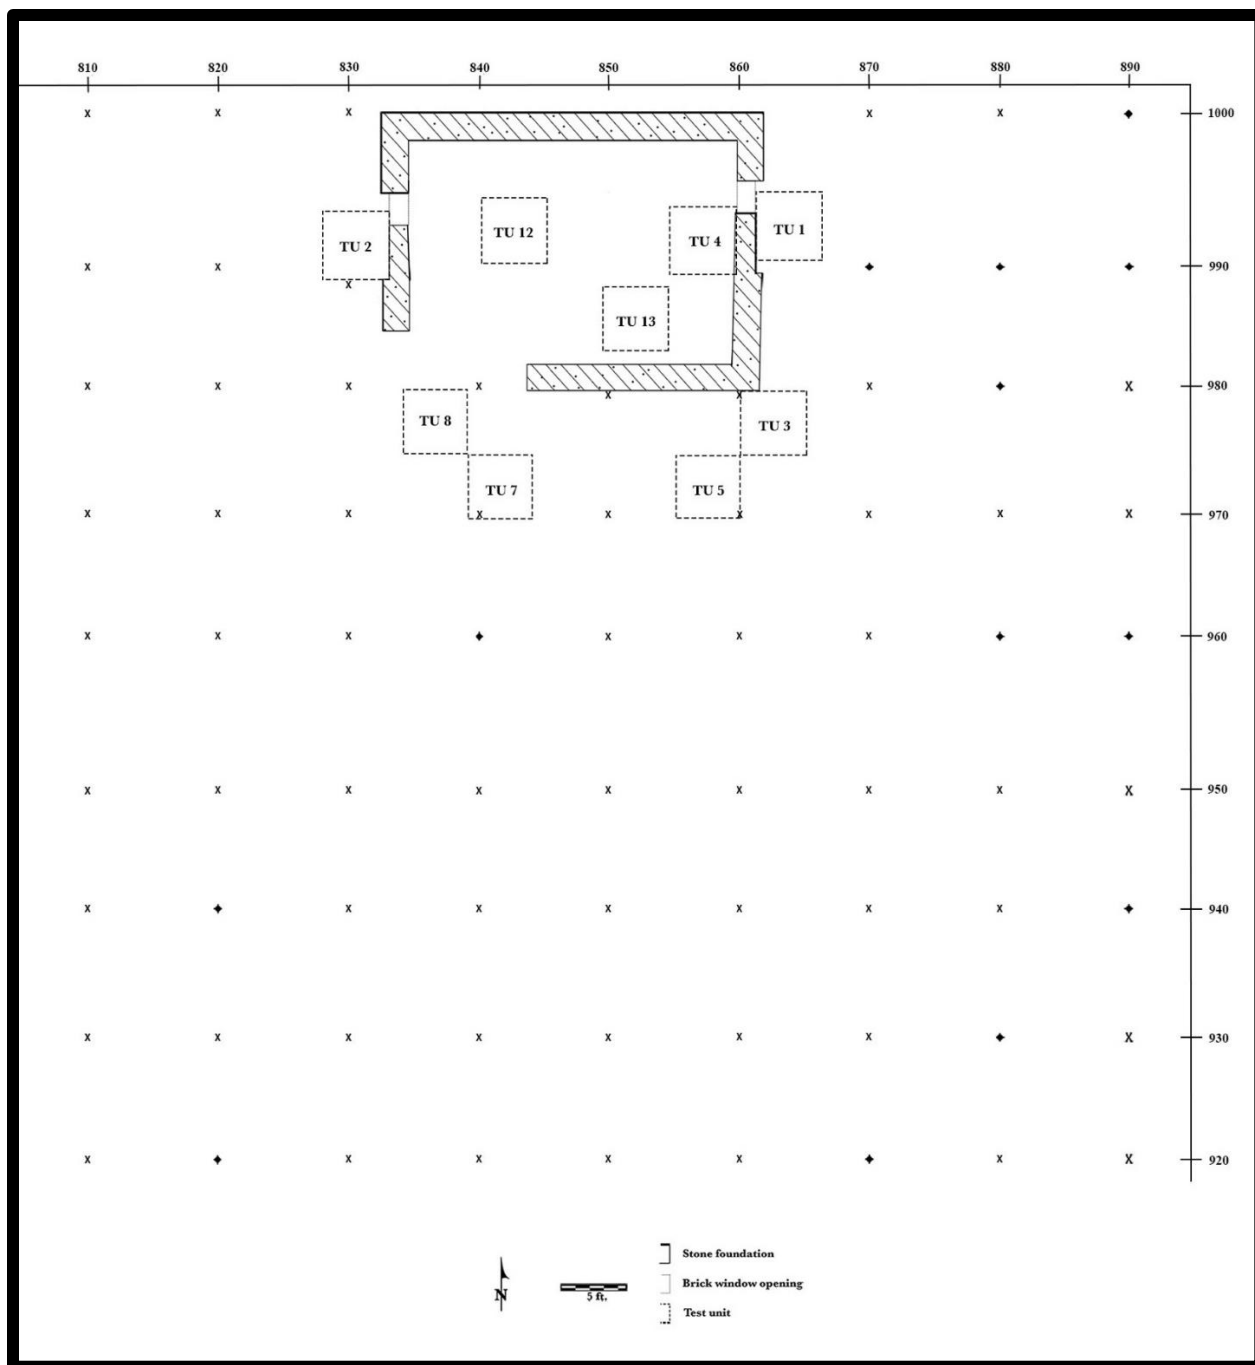 810 820 830 840 850 860 870 880 890
x x x x x 1000
TU 1
TU 12
TU 4
TU 2
x x 990
x
TU 13
x x x x x x 980
x x
TU 8
TU 3
TU 7
TU 5
x x x x x x x x x 970
x x x x x x 960
x x x x x x x x x 950
x x x x x x x 940
x x x x x x x x 930
x x x x x x x 920
Stone foundation
Brick window opening
N
5 ft.
Test unit